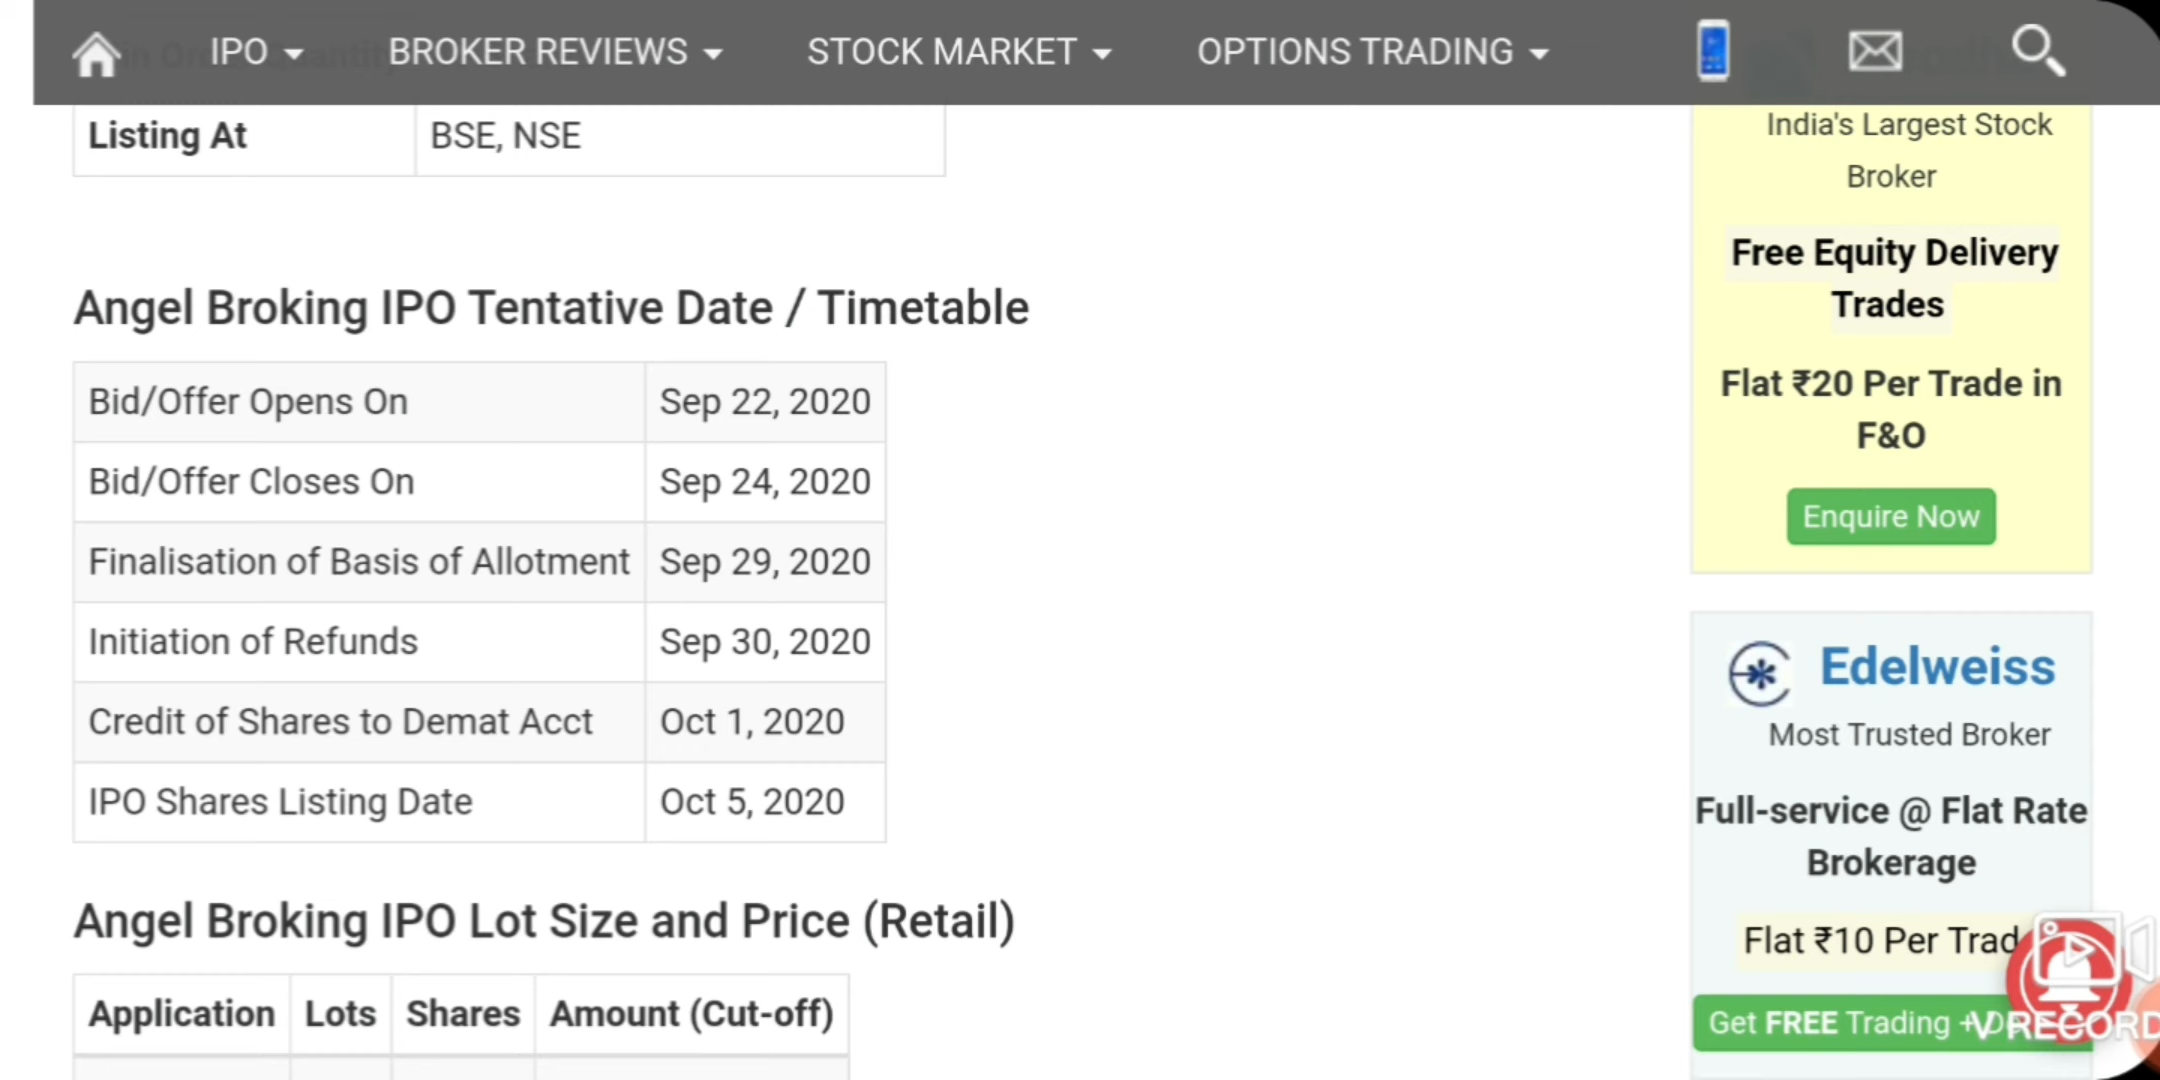 IPO
BROKER REVIEWS
STOCK MARKET
OPTIONS TRADING
Listing At BSE, NSE
Angel Broking IPO Tentative Date / Timetable
Bid/Offer Opens On Sep 22, 2020
Bid/Offer Closes On Sep 24, 2020
Finalisation of Basis of Allotment Sep 29, 2020
Initiation of Refunds Sep 30, 2020
Credit of Shares to Demat Acct Oct 1, 2020
IPO Shares Listing Date Oct 5, 2020
Angel Broking IPO Lot Size and Price (Retail)
Application Lots Shares Amount (Cut-off)
India's Largest Stock
Broker
Free Equity Delivery
Trades
Flat ₹20 Per Trade in
F&O
Enquire Now
Edelweiss
Most Trusted Broker
Full-service @ Flat Rate
Brokerage
Flat ₹10 Per Trad
Get FREE Trading +
V RECORD